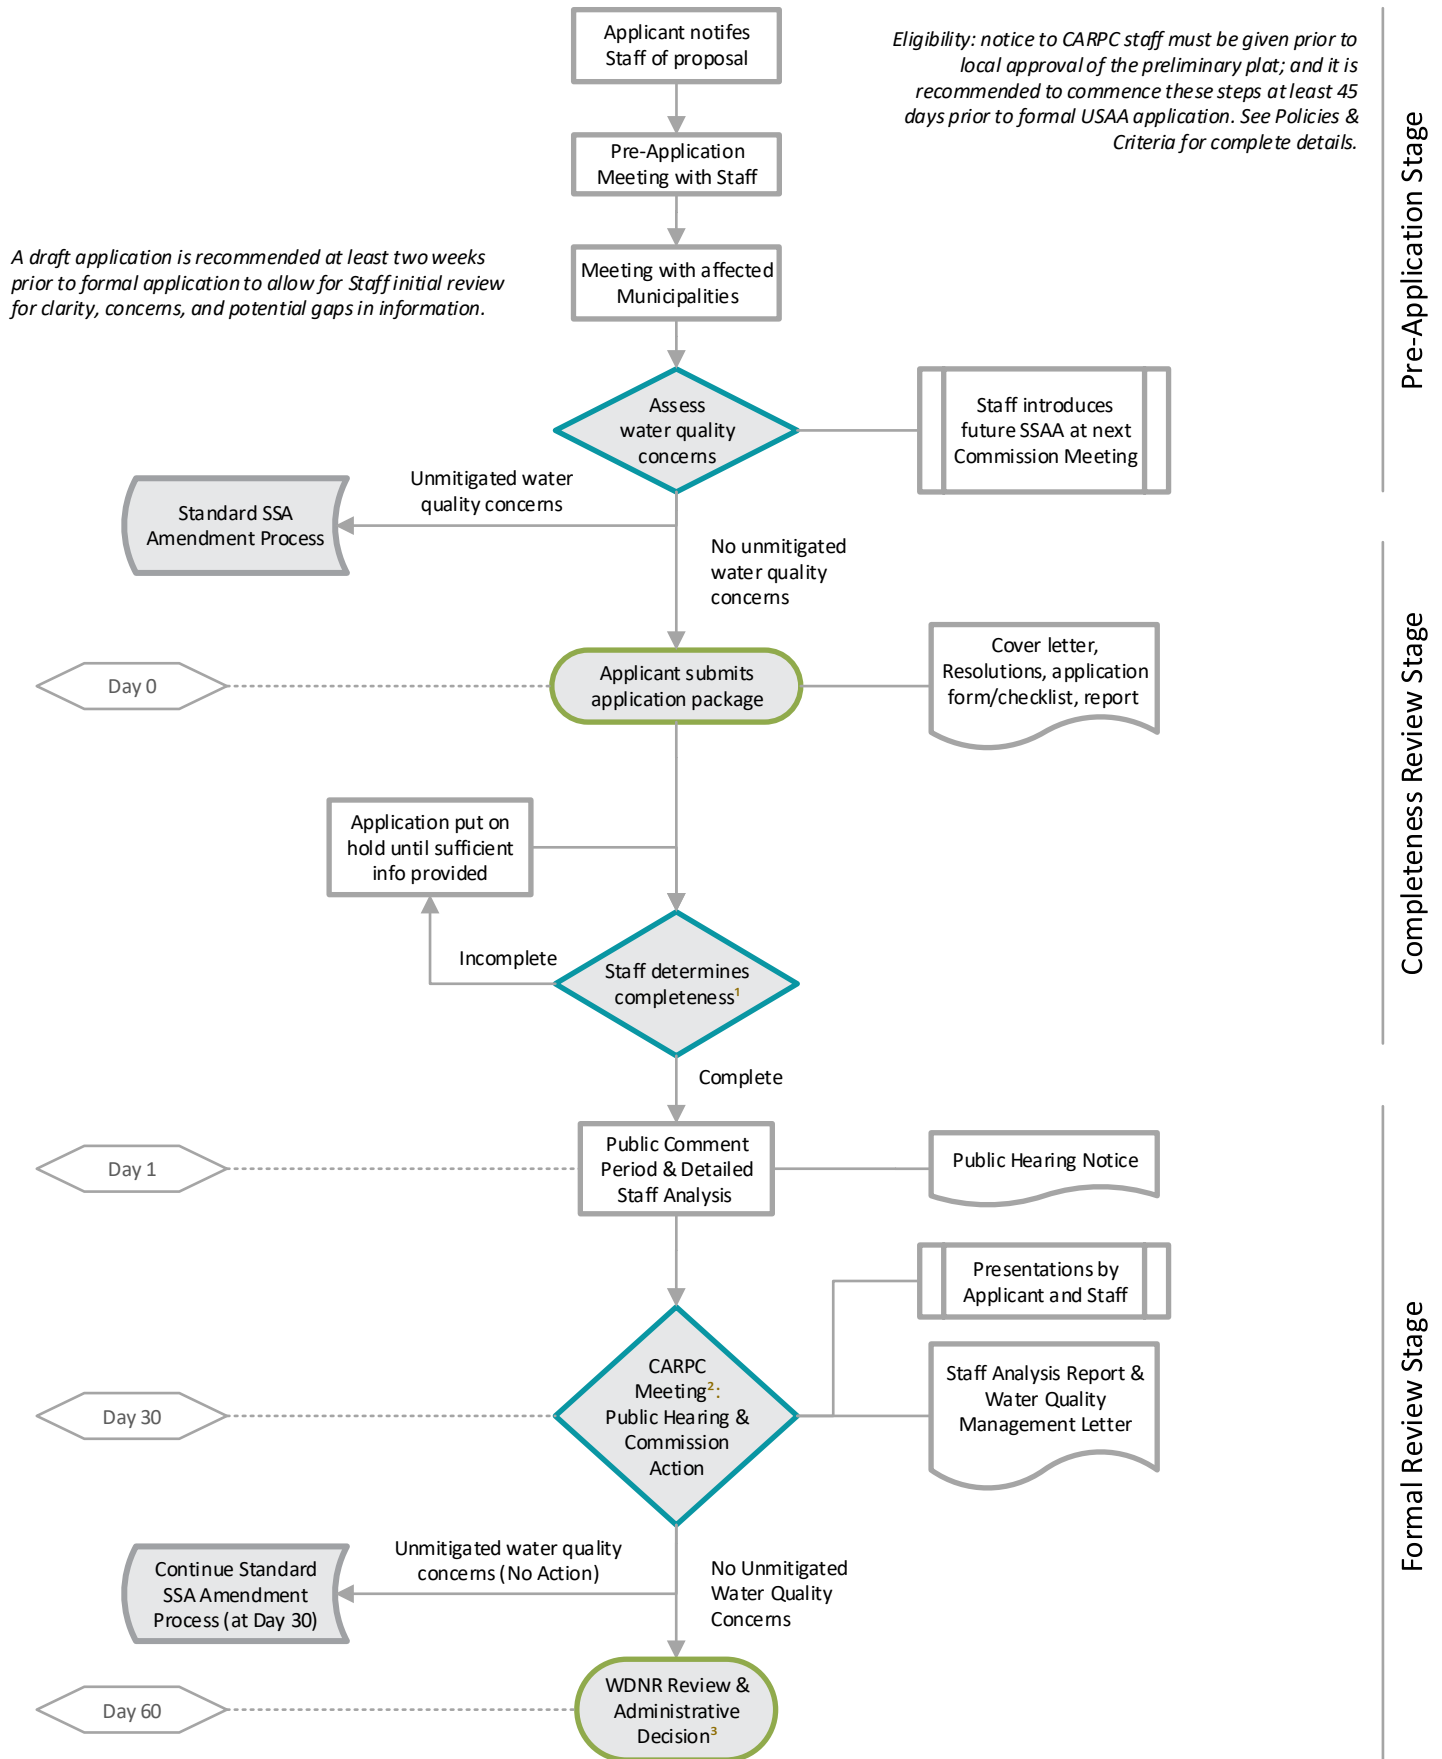 Applicant notifes
Staff of proposal
Eligibility: notice to CARPC staff must be given prior to
local approval of the preliminary plat; and it is
recommended to commence these steps at least 45
days prior to formal USAA application. See Policies &
Criteria for complete details.
Pre-Application
Meeting with Staff
Pre-Application Stage
A draft application is recommended at least two weeks
prior to formal application to allow for Staff initial review
for clarity, concerns, and potential gaps in information.
Meeting with affected
Municipalities
Assess
water quality
concerns
Staff introduces
future SSAA at next
Commission Meeting
Unmitigated water
quality concerns
Standard SSA
Amendment Process
No unmitigated
water quality
concerns
Completeness Review Stage
Day 0
Applicant submits
application package
Cover letter,
Resolutions, application
form/checklist, report
Application put on
hold until sufficient
info provided
Incomplete
Staff determines
completeness¹
Complete
Formal Review Stage
Day 1
Public Comment
Period & Detailed
Staff Analysis
Public Hearing Notice
Presentations by
Applicant and Staff
Day 30
CARPC
Meeting²:
Public Hearing &
Commission
Action
Staff Analysis Report &
Water Quality
Management Letter
Unmitigated water quality
concerns (No Action)
Continue Standard
SSA Amendment
Process (at Day 30)
No Unmitigated
Water Quality
Concerns
Day 60
WDNR Review &
Administrative
Decision³